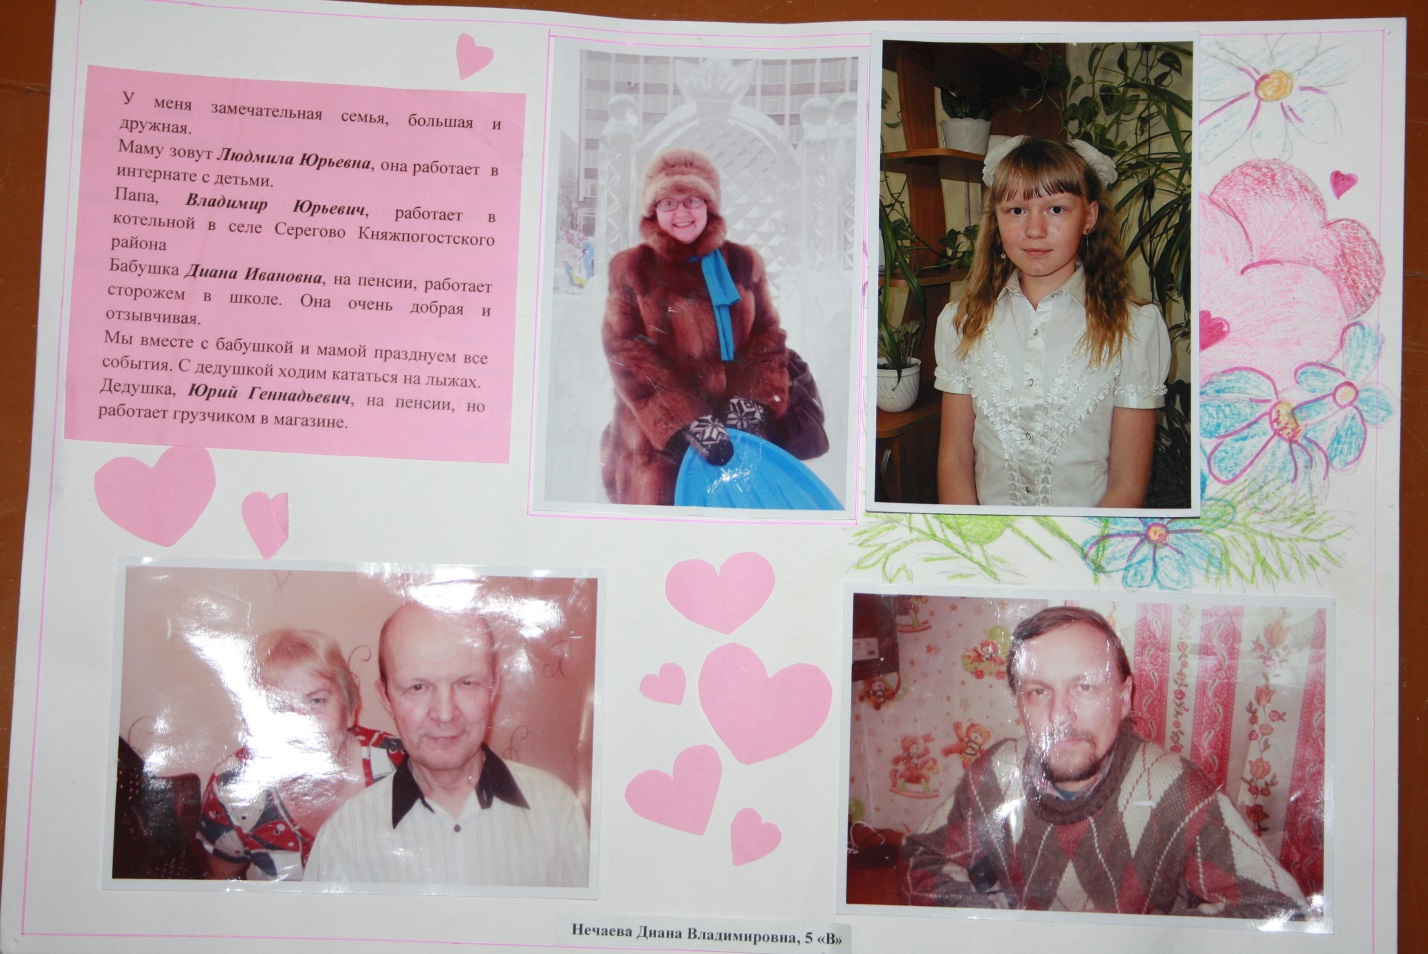 У меня замечательная семья, большая и
дружная.
Маму зовут Людмила Юрьевна, она работает в
интернате с детьми.
Папа, Владимир Юрьевич, работает в
котельной в селе Серегово Княжпогостского
района
Бабушка Диана Ивановна, на пенсии, работает
сторожем в школе. Она очень добрая и
отзывчивая.
Мы вместе с бабушкой и мамой празднуем все
события. С дедушкой ходим кататься на лыжах.
Дедушка, Юрий Геннадьевич, на пенсии, но
работает грузчиком в магазине.
Нечаева Диана Владимировна, 5 «В»